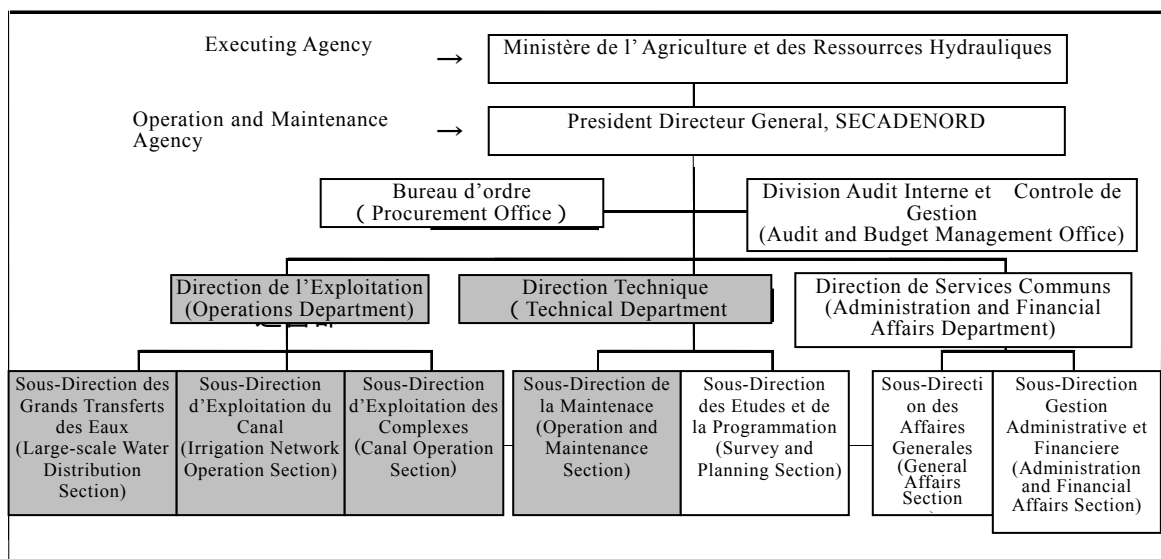 Executing Agency
→
Ministère de l’ Agriculture et des Ressourrces Hydrauliques
Operation and Maintenance
Agency
→
President Directeur General, SECADENORD
Bureau d’ordre
( Procurement Office )
Division Audit Interne et Controle de
Gestion
(Audit and Budget Management Office)
Direction de l’Exploitation
(Operations Department)
Direction Technique
( Technical Department
Direction de Services Communs
(Administration and Financial
Affairs Department)
Sous-Direction des
Grands Transferts
des Eaux
(Large-scale Water
Distribution
Section)
Sous-Direction
d’Exploitation du
Canal
(Irrigation Network
Operation Section)
Sous-Direction
d’Exploitation des
Complexes
(Canal Operation
Section)
Sous-Direction de
la Maintenace
(Operation and
Maintenance
Section)
Sous-Direction
des Etudes et de
la Programmation
(Survey and
Planning Section)
Sous-Directi
on des
Affaires
Generales
(General
Affairs
Section
Sous-Direction
Gestion
Administrative et
Financiere
(Administration
and Financial
Affairs Section)